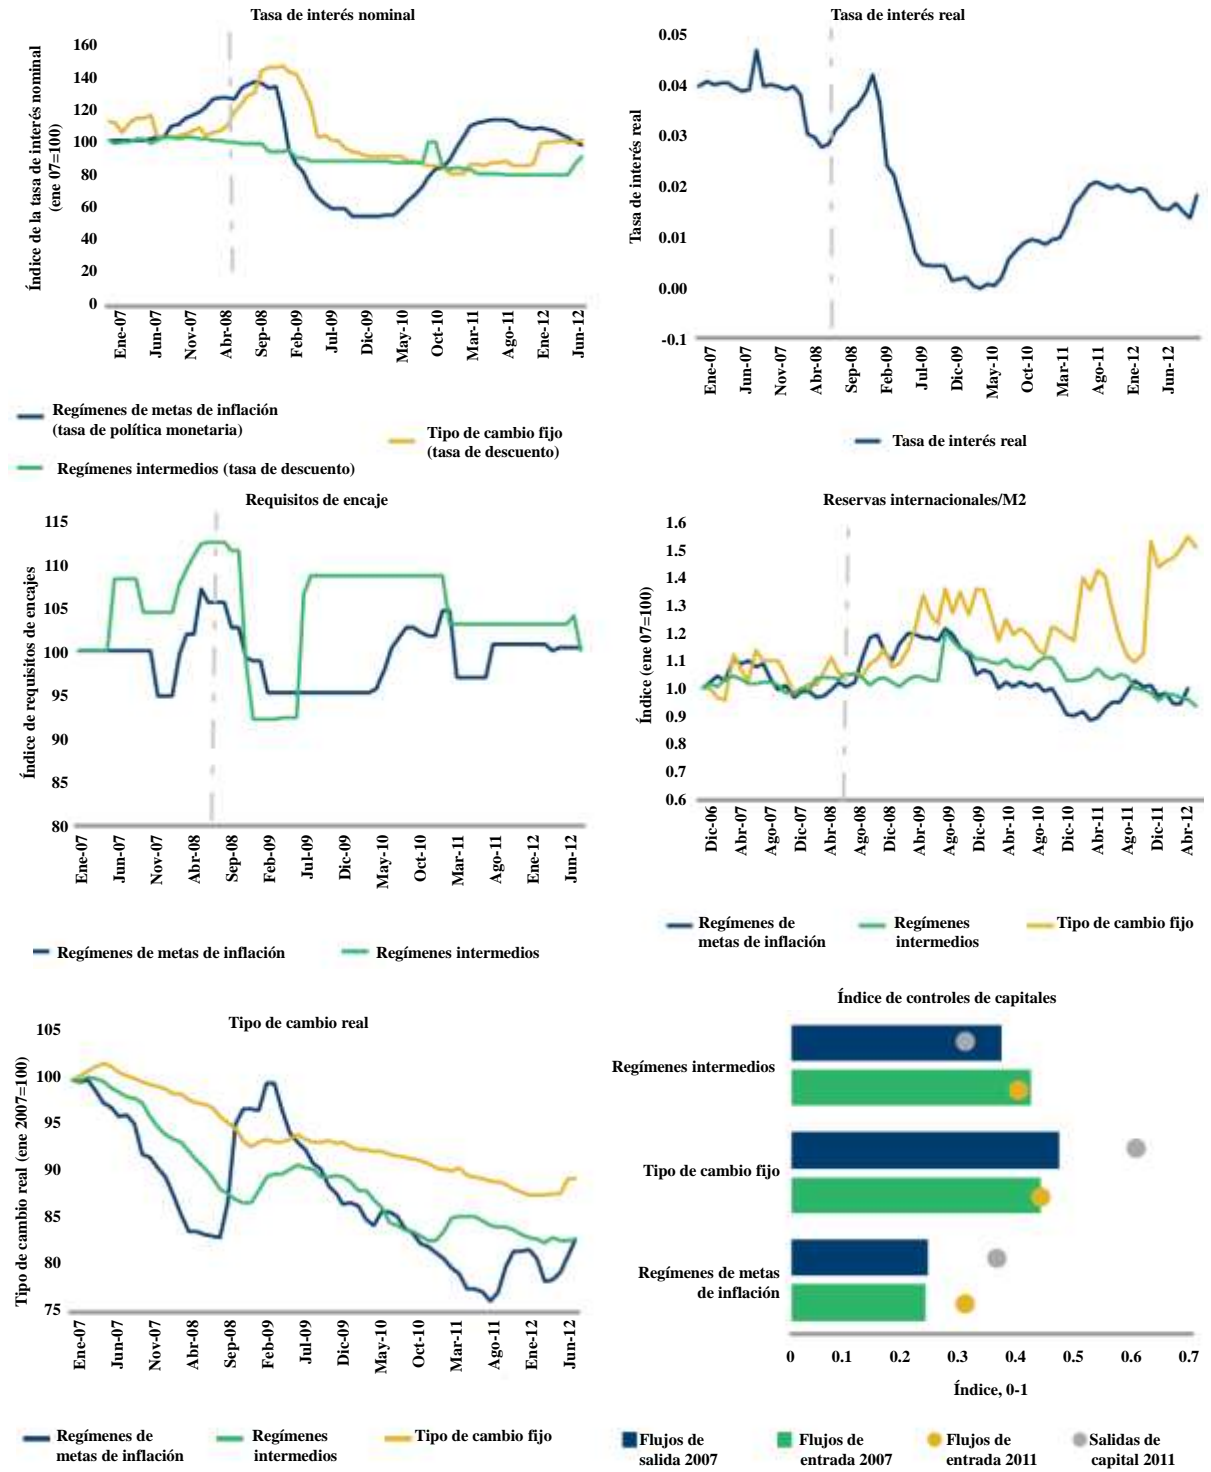 Tasa de interés nominal
Índice de la tasa de interés nominal
(ene 07=100)
160
140
120
100
80
60
40
20
0
Ene-07
Jun-07
Nov-07
Abr-08
Sep-08
Feb-09
Jul-09
Dic-09
May-10
Oct-10
Mar-11
Ago-11
Ene-12
Jun-12
Regímenes de metas de inflación
(tasa de política monetaria)
Tipo de cambio fijo
(tasa de descuento)
Regímenes intermedios (tasa de descuento)
Tasa de interés real
Tasa de interés real
0.05
0.04
0.03
0.02
0.01
0.00
-0.1
Ene-07
Jun-07
Nov-07
Abr-08
Sep-08
Feb-09
Jul-09
Dic-09
May-10
Oct-10
Mar-11
Ago-11
Ene-12
Jun-12
Tasa de interés real
Requisitos de encaje
Índice de requisitos de encajes
115
110
105
100
95
90
85
80
Ene-07
Jun-07
Nov-07
Abr-08
Sep-08
Feb-09
Jul-09
Dic-09
May-10
Oct-10
Mar-11
Ago-11
Ene-12
Jun-12
Regímenes de metas de inflación
Regímenes intermedios
Reservas internacionales/M2
Índice (ene 07=100)
1.6
1.5
1.4
1.3
1.2
1.1
1.0
0.9
0.8
0.7
0.6
Dic-06
Abr-07
Ago-07
Dic-07
Abr-08
Ago-08
Dic-08
Abr-09
Ago-09
Dic-09
Abr-10
Ago-10
Dic-10
Abr-11
Ago-11
Dic-11
Abr-12
Regímenes de
metas de inflación
Regímenes
intermedios
Tipo de cambio fijo
Tipo de cambio real
Tipo de cambio real (ene 2007=100)
105
100
95
90
85
80
75
Ene-07
Jun-07
Nov-07
Abr-08
Sep-08
Feb-09
Jul-09
Dic-09
May-10
Oct-10
Mar-11
Ago-11
Ene-12
Jun-12
Regímenes de
metas de inflación
Regímenes
intermedios
Tipo de cambio fijo
Índice de controles de capitales
Regímenes intermedios
Tipo de cambio fijo
Regímenes de metas
de inflación
0
0.1
0.2
0.3
0.4
0.5
0.6
0.7
Índice, 0-1
Flujos de
salida 2007
Flujos de
entrada 2007
Flujos de
entrada 2011
Salidas de
capital 2011